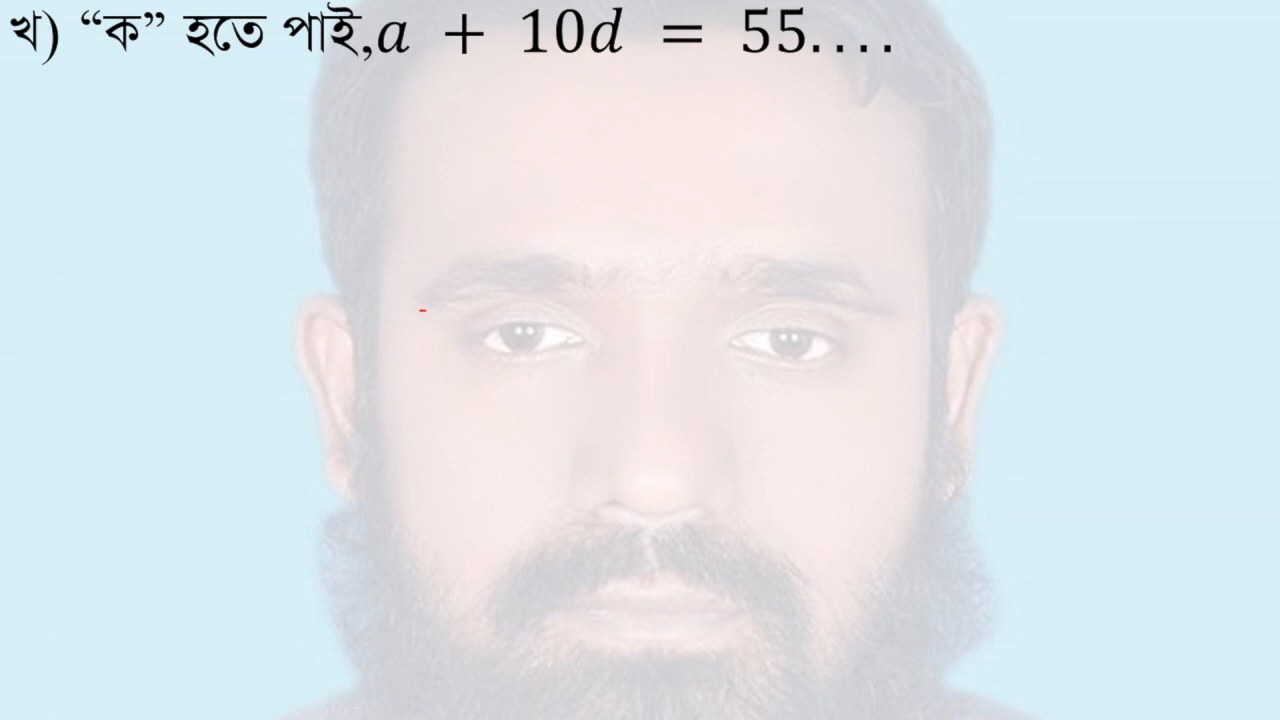 খ) “ক” হতে পাই,a + 10d = 55....